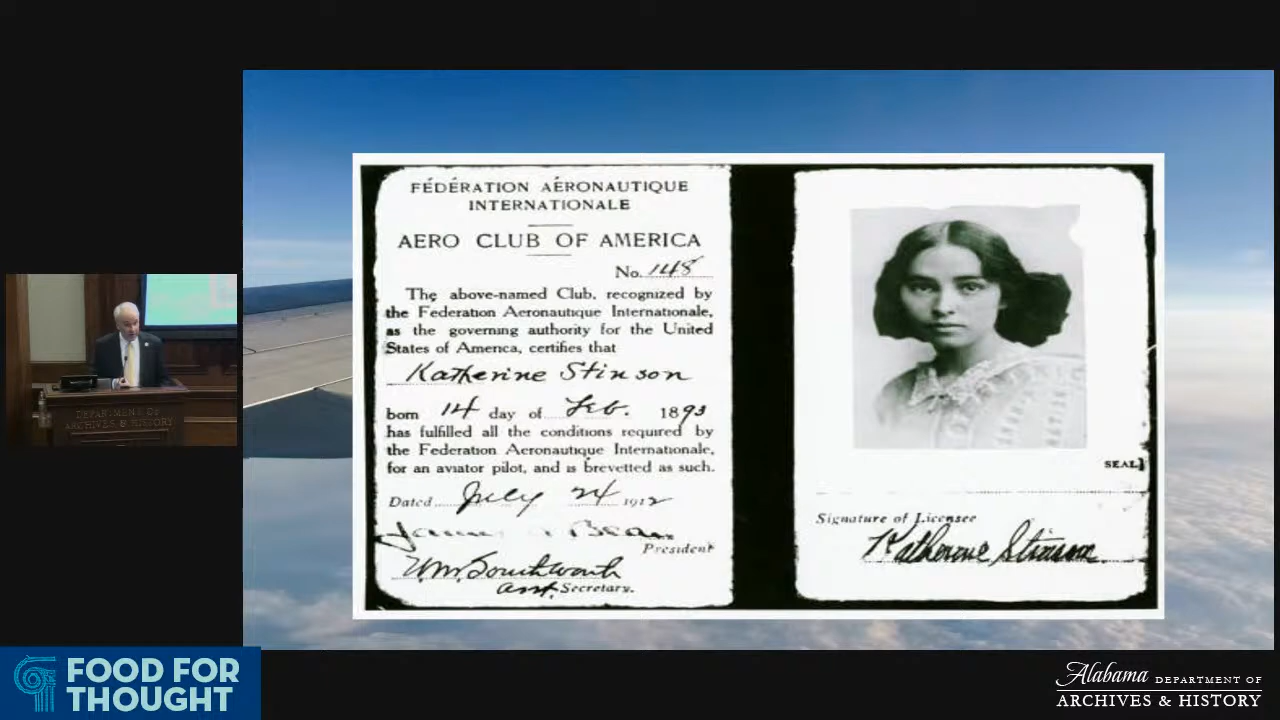 FÉDÉRATION AÉRONAUTIQUE
INTERNATIONALE
AERO CLUB OF AMERICA
No. 148
The above-named Club, recognized by
the Federation Aeronautique Internationale,
as the governing authority for the United
States of America, certifies that
Katherine Stinson
born 14 day of Feb. 1893
has fulfilled all the conditions required by
the Federation Aeronautique Internationale,
for an aviator pilot, and is brevetted as such.
Dated July 24 1912
President
Wm Southworth
asst. Secretary.
SEAL
Signature of Licensee
Katherine Stinson
DEPARTMENT OF
ARCHIVES & HISTORY
FOOD FOR
THOUGHT
Alabama DEPARTMENT OF
ARCHIVES & HISTORY